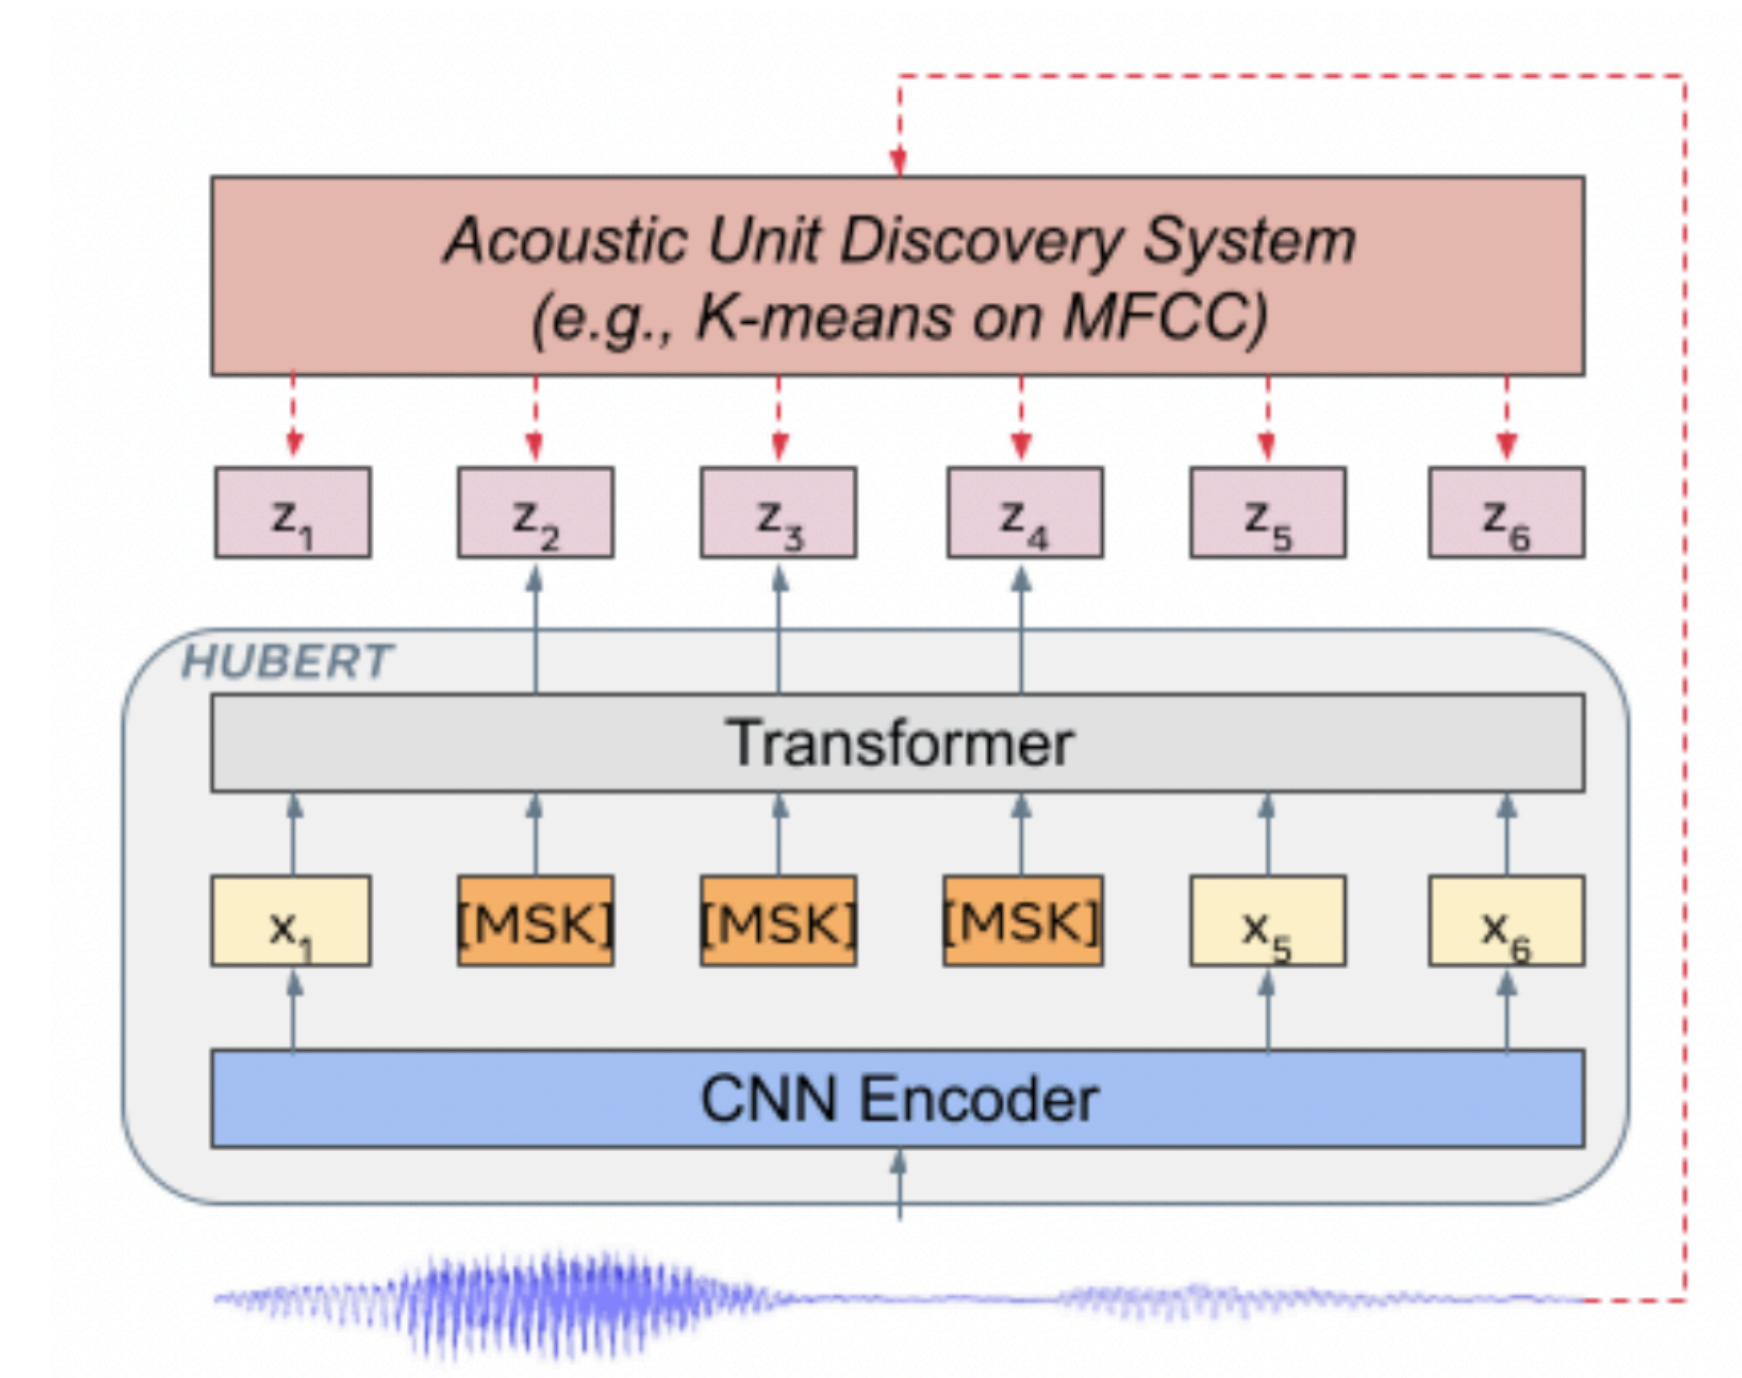 Acoustic Unit Discovery System
(e.g., K-means on MFCC)
z₁ z₂ z₃ z₄ z₅ z₆
HUBERT
Transformer
x₁ [MSK] [MSK] [MSK] x₅ x₆
CNN Encoder